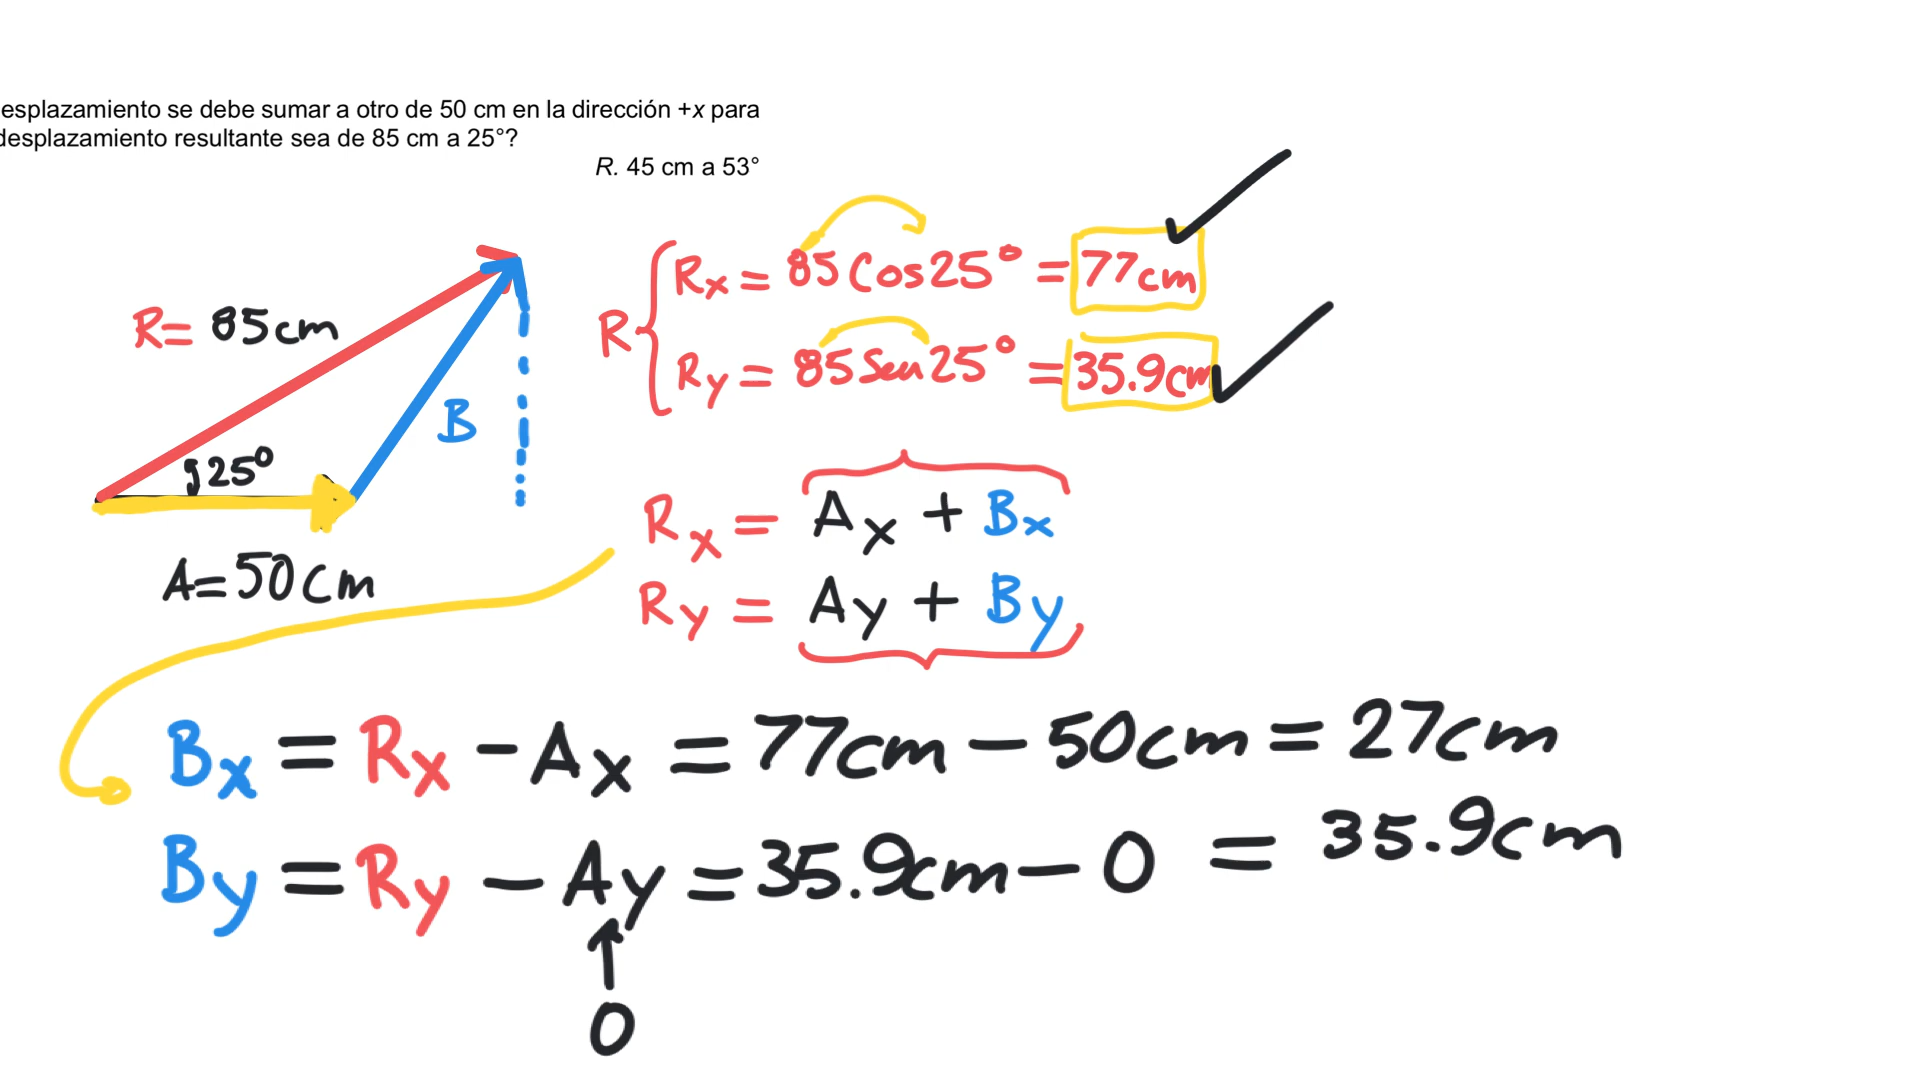 esplazamiento se debe sumar a otro de 50 cm en la dirección +x para
desplazamiento resultante sea de 85 cm a 25°?
R. 45 cm a 53°
R= 85cm
25°
B
A=50cm
R
Rx = 85 Cos25° = 77cm
Ry = 85 Sen25° = 35.9cm
Rx = Ax + Bx
Ry = Ay + By
Bx = Rx - Ax = 77cm - 50cm = 27cm
By = Ry - Ay = 35.9cm - 0 = 35.9cm
0